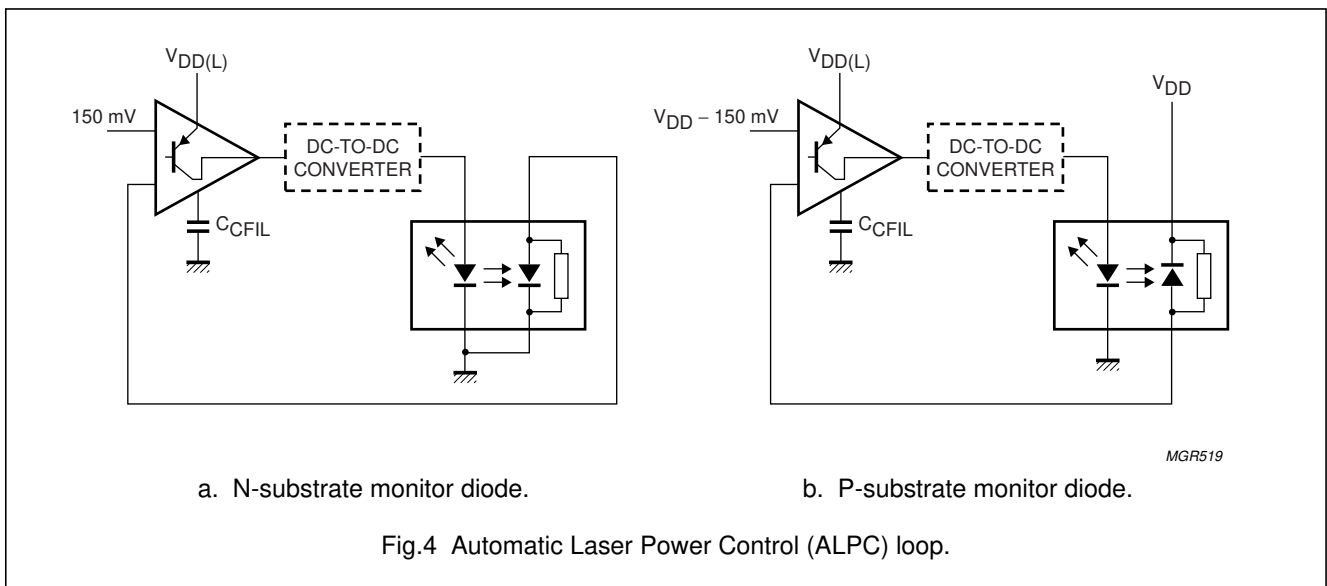 VDD(L)
150 mV
DC-TO-DC
CONVERTER
CCFIL
VDD(L)
VDD
VDD − 150 mV
DC-TO-DC
CONVERTER
CCFIL
MGR519
a. N-substrate monitor diode.
b. P-substrate monitor diode.
Fig.4 Automatic Laser Power Control (ALPC) loop.